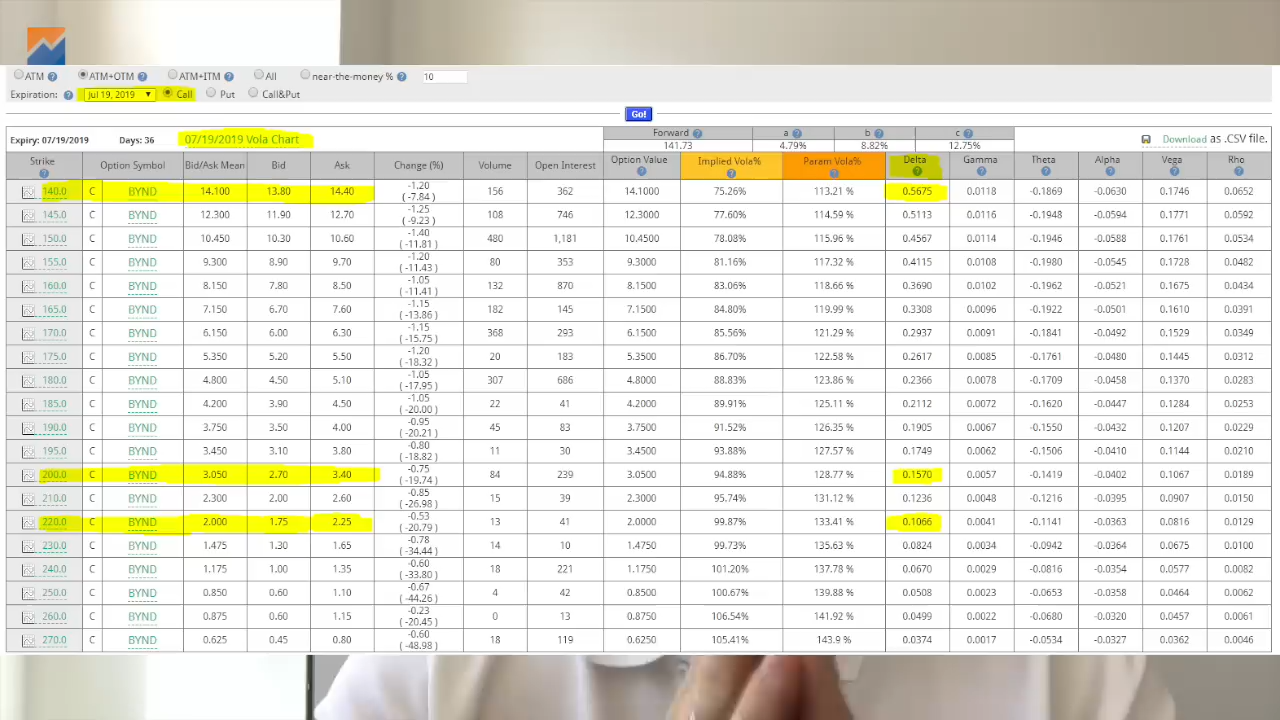 ATM ATM+OTM ATM+ITM All near-the-money % 10
Expiration: Jul 19, 2019 Call Put Call&Put
Go!
Expiry: 07/19/2019 Days: 36 07/19/2019 Vola Chart Forward a b c Download as .CSV file.
141.73 4.79% 8.82% 12.75%
Strike Option Symbol Bid/Ask Mean Bid Ask Change (%) Volume Open Interest Option Value Implied Vola% Param Vola% Delta Gamma Theta Alpha Vega Rho
140.0 C BYND 14.100 13.80 14.40 -1.20 ( -7.84 ) 156 362 14.1000 75.26% 113.21 % 0.5675 0.0118 -0.1869 -0.0630 0.1746 0.0652
145.0 C BYND 12.300 11.90 12.70 -1.25 ( -9.23 ) 108 746 12.3000 77.60% 114.59 % 0.5113 0.0116 -0.1948 -0.0594 0.1771 0.0592
150.0 C BYND 10.450 10.30 10.60 -1.40 ( -11.81 ) 480 1,181 10.4500 78.08% 115.96 % 0.4567 0.0114 -0.1946 -0.0588 0.1761 0.0534
155.0 C BYND 9.300 8.90 9.70 -1.20 ( -11.43 ) 80 353 9.3000 81.16% 117.32 % 0.4115 0.0108 -0.1980 -0.0545 0.1728 0.0482
160.0 C BYND 8.150 7.80 8.50 -1.05 ( -11.41 ) 132 870 8.1500 83.06% 118.66 % 0.3690 0.0102 -0.1962 -0.0521 0.1675 0.0434
165.0 C BYND 7.150 6.70 7.60 -1.15 ( -13.86 ) 182 145 7.1500 84.80% 119.99 % 0.3308 0.0096 -0.1922 -0.0501 0.1610 0.0391
170.0 C BYND 6.150 6.00 6.30 -1.15 ( -15.75 ) 368 293 6.1500 85.56% 121.29 % 0.2937 0.0091 -0.1841 -0.0492 0.1529 0.0349
175.0 C BYND 5.350 5.20 5.50 -1.20 ( -18.32 ) 20 183 5.3500 86.70% 122.58 % 0.2617 0.0085 -0.1761 -0.0480 0.1445 0.0312
180.0 C BYND 4.800 4.50 5.10 -1.05 ( -17.95 ) 307 686 4.8000 88.83% 123.86 % 0.2366 0.0078 -0.1709 -0.0458 0.1370 0.0283
185.0 C BYND 4.200 3.90 4.50 -1.05 ( -20.00 ) 22 41 4.2000 89.91% 125.11 % 0.2112 0.0072 -0.1620 -0.0447 0.1284 0.0253
190.0 C BYND 3.750 3.50 4.00 -0.95 ( -20.21 ) 45 83 3.7500 91.52% 126.35 % 0.1905 0.0067 -0.1550 -0.0432 0.1207 0.0229
195.0 C BYND 3.450 3.10 3.80 -0.80 ( -18.82 ) 11 30 3.4500 93.88% 127.57 % 0.1749 0.0062 -0.1506 -0.0410 0.1144 0.0210
200.0 C BYND 3.050 2.70 3.40 -0.75 ( -19.74 ) 84 239 3.0500 94.88% 128.77 % 0.1570 0.0057 -0.1419 -0.0402 0.1067 0.0189
210.0 C BYND 2.300 2.00 2.60 -0.85 ( -26.98 ) 15 39 2.3000 95.74% 131.12 % 0.1236 0.0048 -0.1216 -0.0395 0.0907 0.0150
220.0 C BYND 2.000 1.75 2.25 -0.53 ( -20.79 ) 13 41 2.0000 99.87% 133.41 % 0.1066 0.0041 -0.1141 -0.0363 0.0816 0.0129
230.0 C BYND 1.475 1.30 1.65 -0.78 ( -34.44 ) 14 10 1.4750 99.73% 135.63 % 0.0824 0.0034 -0.0942 -0.0364 0.0675 0.0100
240.0 C BYND 1.175 1.00 1.35 -0.60 ( -33.80 ) 18 221 1.1750 101.20% 137.78 % 0.0670 0.0029 -0.0816 -0.0354 0.0577 0.0082
250.0 C BYND 0.850 0.60 1.10 -0.67 ( -44.26 ) 4 42 0.8500 100.67% 139.88 % 0.0508 0.0023 -0.0653 -0.0358 0.0464 0.0062
260.0 C BYND 0.875 0.60 1.15 -0.23 ( -20.45 ) 0 13 0.8750 106.54% 141.92 % 0.0499 0.0022 -0.0680 -0.0320 0.0457 0.0061
270.0 C BYND 0.625 0.45 0.80 -0.60 ( -48.98 ) 18 119 0.6250 105.41% 143.9 % 0.0374 0.0017 -0.0534 -0.0327 0.0362 0.0046